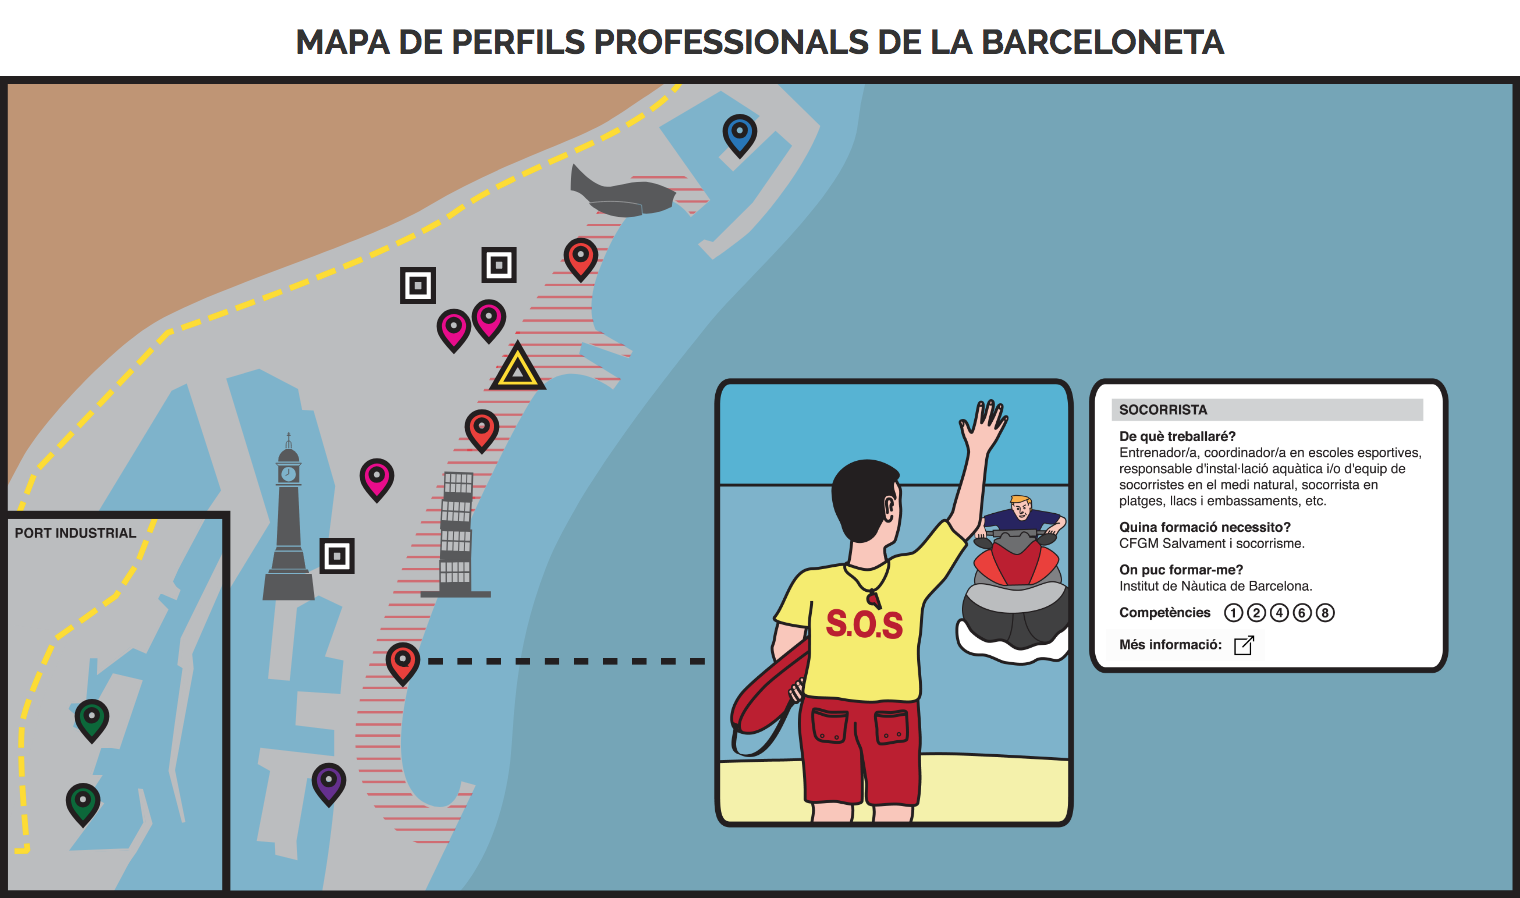 MAPA DE PERFILS PROFESSIONALS DE LA BARCELONETA
PORT INDUSTRIAL
S.O.S
SOCORRISTA
De què treballaré?
Entrenador/a, coordinador/a en escoles esportives,
responsable d'instal·lació aquàtica i/o d'equip de
socorristes en el medi natural, socorrista en
platges, llacs i embassaments, etc.
Quina formació necessito?
CFGM Salvament i socorrisme.
On puc formar-me?
Institut de Nàutica de Barcelona.
Competències 1 2 4 6 8
Més informació: